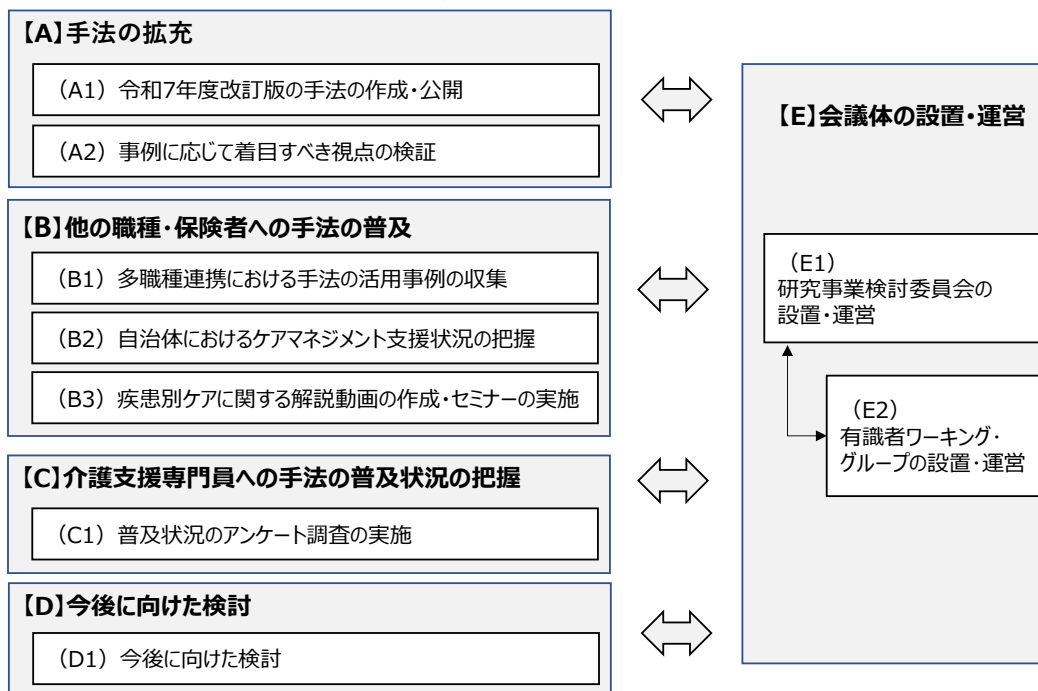 【A】手法の拡充
（A1）令和7年度改訂版の手法の作成・公開
（A2）事例に応じて着目すべき視点の検証
【B】他の職種・保険者への手法の普及
（B1）多職種連携における手法の活用事例の収集
（B2）自治体におけるケアマネジメント支援状況の把握
（B3）疾患別ケアに関する解説動画の作成・セミナーの実施
【C】介護支援専門員への手法の普及状況の把握
（C1）普及状況のアンケート調査の実施
【D】今後に向けた検討
（D1）今後に向けた検討
【E】会議体の設置・運営
（E1）
研究事業検討委員会の
設置・運営
（E2）
有識者ワーキング・
グループの設置・運営